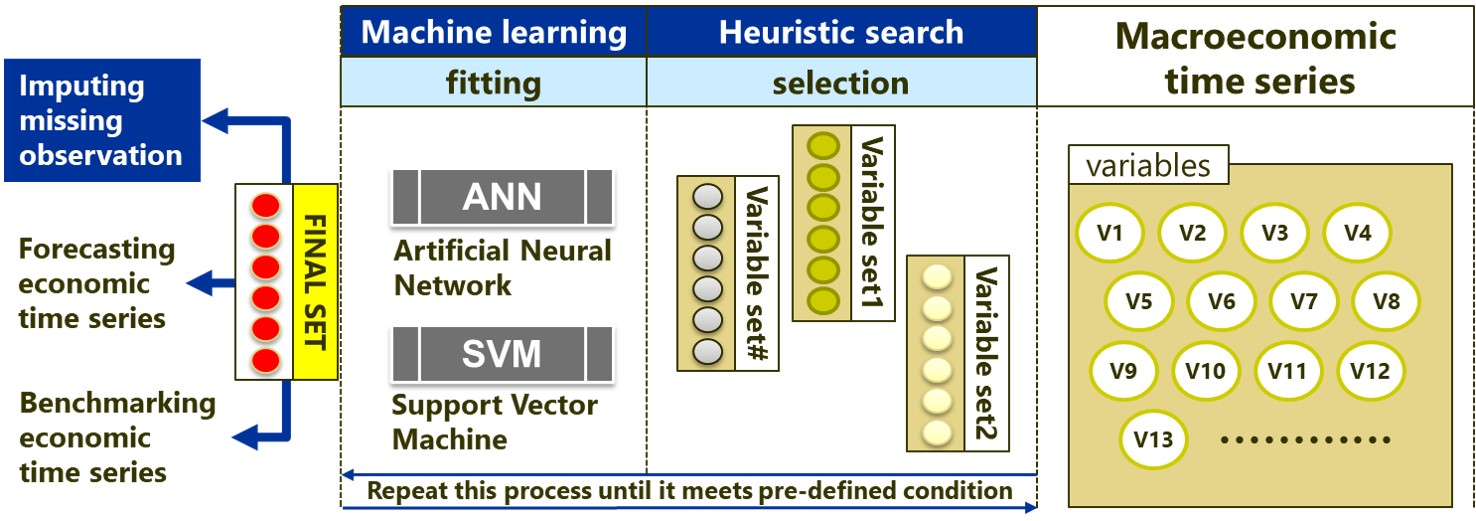 Machine learning
Heuristic search
Macroeconomic
time series
fitting
selection
Imputing
missing
observation
Forecasting
economic
time series
Benchmarking
economic
time series
FINAL SET
ANN
Artificial Neural
Network
SVM
Support Vector
Machine
Variable set#
Variable set1
Variable set2
variables
V1 V2 V3 V4
V5 V6 V7 V8
V9 V10 V11 V12
V13 ............
Repeat this process until it meets pre-defined condition